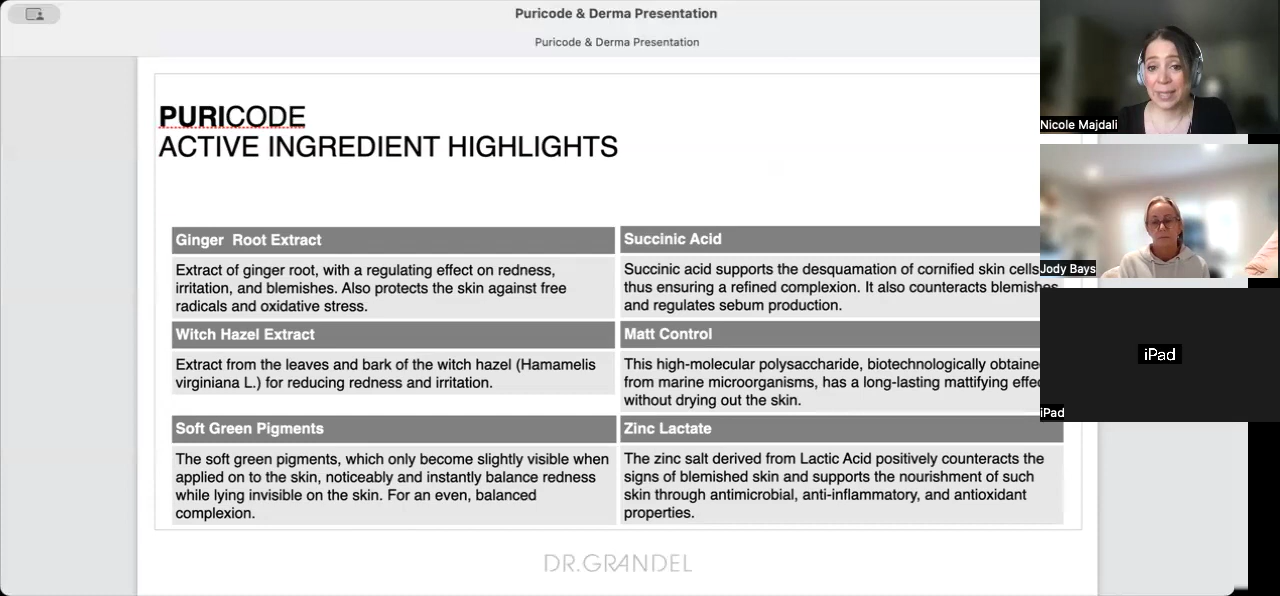 Puricode & Derma Presentation
Puricode & Derma Presentation
PURICODE
ACTIVE INGREDIENT HIGHLIGHTS
Ginger Root Extract
Extract of ginger root, with a regulating effect on redness,
irritation, and blemishes. Also protects the skin against free
radicals and oxidative stress.
Succinic Acid
Succinic acid supports the desquamation of cornified skin cells
thus ensuring a refined complexion. It also counteracts blemishes
and regulates sebum production.
Witch Hazel Extract
Extract from the leaves and bark of the witch hazel (Hamamelis
virginiana L.) for reducing redness and irritation.
Matt Control
This high-molecular polysaccharide, biotechnologically obtaine
from marine microorganisms, has a long-lasting mattifying effe
without drying out the skin.
Soft Green Pigments
The soft green pigments, which only become slightly visible when
applied on to the skin, noticeably and instantly balance redness
while lying invisible on the skin. For an even, balanced
complexion.
Zinc Lactate
The zinc salt derived from Lactic Acid positively counteracts the
signs of blemished skin and supports the nourishment of such
skin through antimicrobial, anti-inflammatory, and antioxidant
properties.
DR.GRANDEL
Nicole Majdali
Jody Bays
iPad
iPad